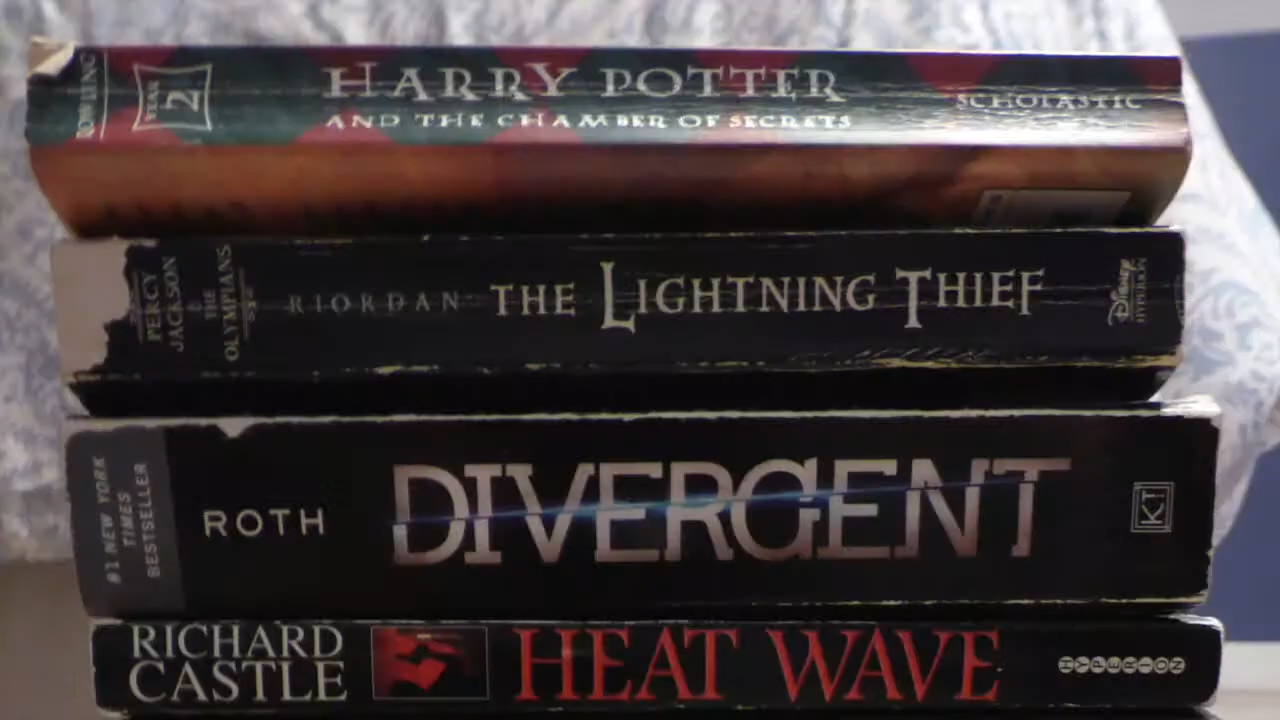 ROWLING
YEAR
2
HARRY POTTER
AND THE CHAMBER OF SECRETS
SCHOLASTIC
PERCY
JACKSON
& THE
OLYMPIANS
RIORDAN
THE LIGHTNING THIEF
Disney
HYPERION
#1 NEW YORK
TIMES
BESTSELLER
ROTH
DIVERGENT
KT
RICHARD
CASTLE
HEAT WAVE
HYPERION